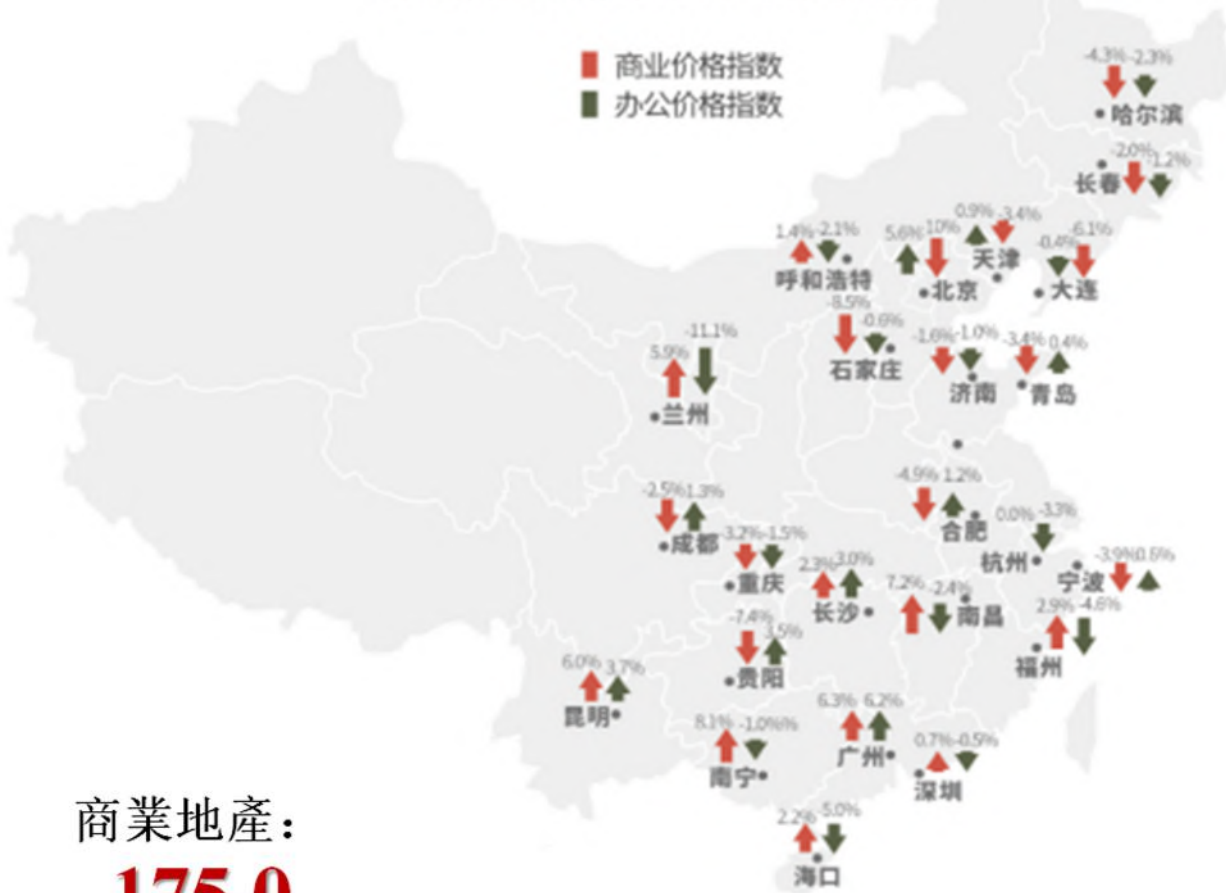 商业价格指数
办公价格指数
-4.3% -2.3%
哈尔滨
-2.0% -1.2%
长春
1.4% -2.1%
呼和浩特
5.6% -10%
北京
0.9% -3.4%
天津
-0.4% -6.1%
大连
-8.5% -0.6%
石家庄
-1.6% -1.0%
济南
-3.4% 0.4%
青岛
5.9% -11.1%
兰州
-4.9% 1.2%
合肥
0.0% -3.3%
杭州
-3.9% 0.6%
宁波
-2.5% 1.3%
成都
-3.2% -1.5%
重庆
2.3% 3.0%
长沙
7.2% -2.4%
南昌
2.9% -4.6%
福州
-7.4% 3.5%
贵阳
6.0% 3.7%
昆明
8.1% -1.0%%
南宁
6.3% 6.2%
广州
0.7% -0.5%
深圳
2.2% -5.0%
海口
商業地產：
175.0